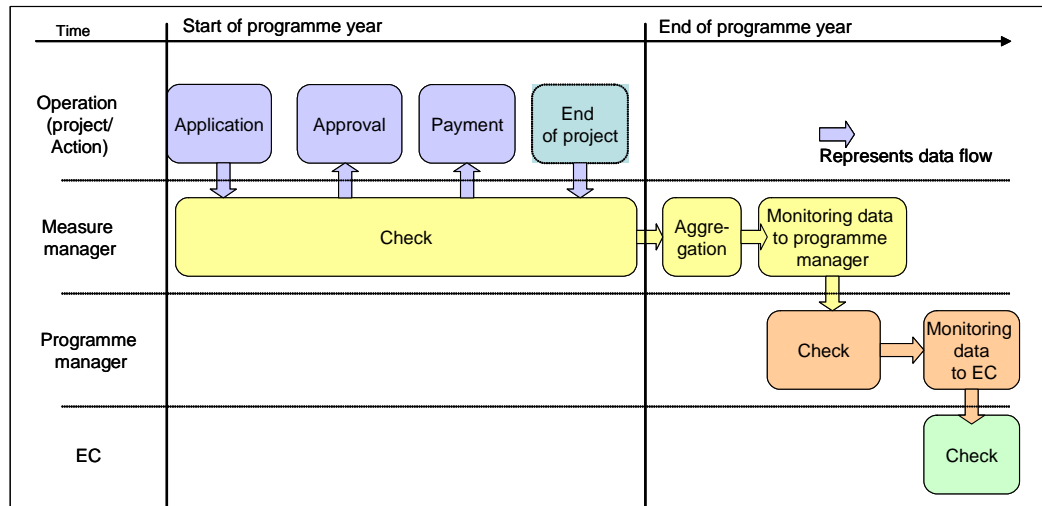 Time
Start of programme year
End of programme year
Operation
(project/
Action)
Application
Approval
Payment
End
of project
Represents data flow
Measure
manager
Check
Aggre-
gation
Monitoring data
to programme
manager
Programme
manager
Check
Monitoring
data
to EC
EC
Check